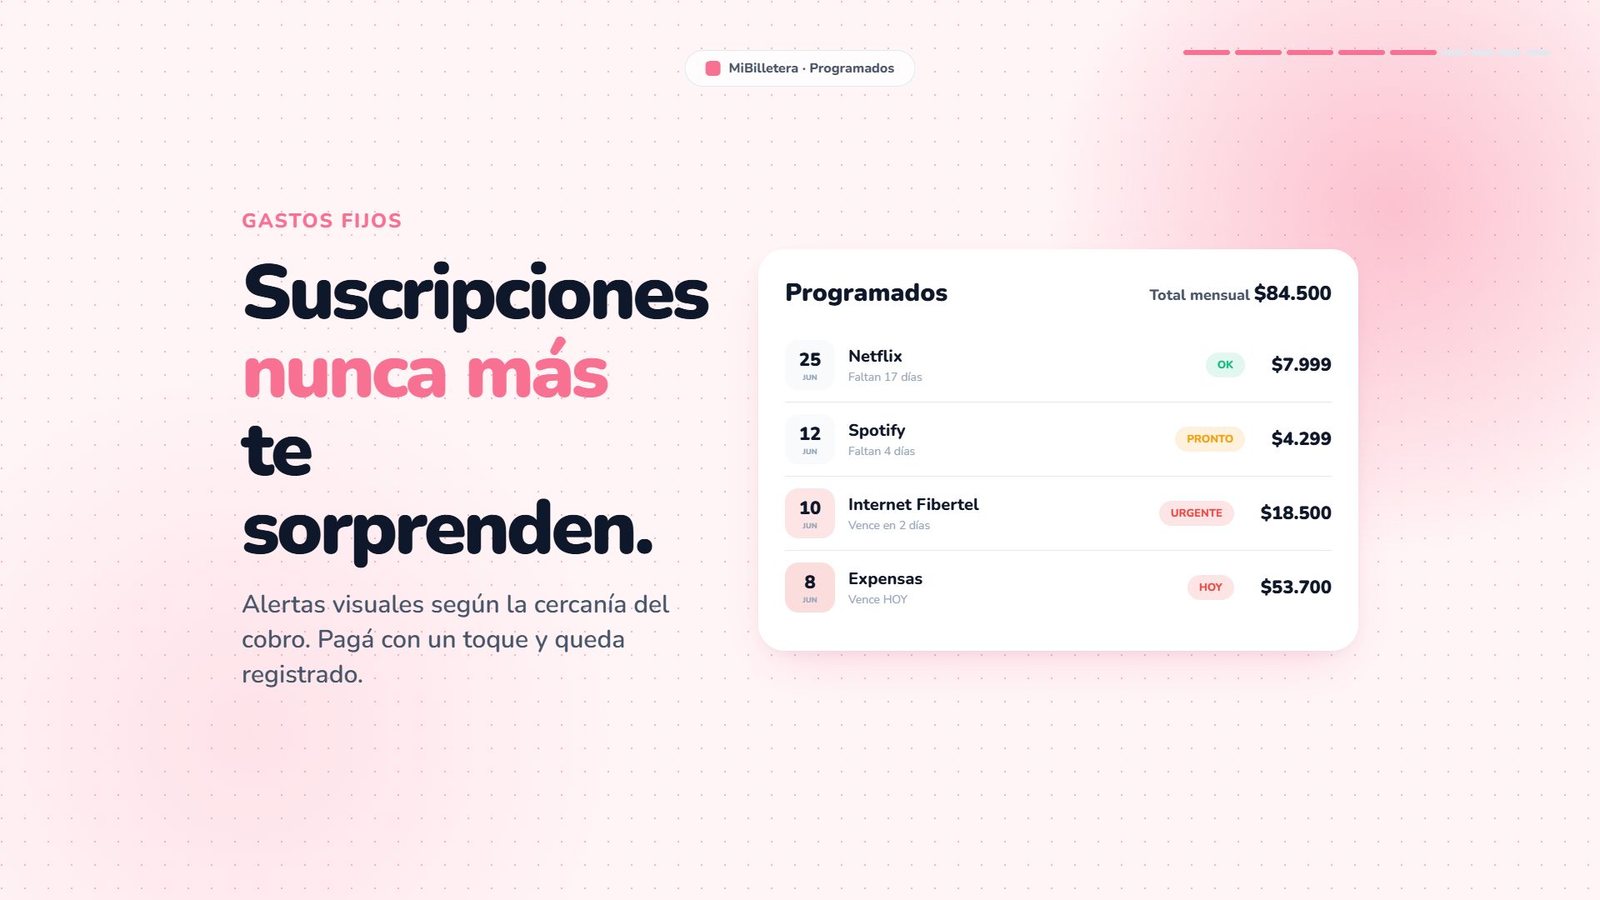 MiBilletera · Programados
GASTOS FIJOS
Suscripciones
nunca más
te
sorprenden.
Alertas visuales según la cercanía del
cobro. Pagá con un toque y queda
registrado.
Programados
Total mensual $84.500
25
JUN
Netflix
Faltan 17 días
OK
$7.999
12
JUN
Spotify
Faltan 4 días
PRONTO
$4.299
10
JUN
Internet Fibertel
Vence en 2 días
URGENTE
$18.500
8
JUN
Expensas
Vence HOY
HOY
$53.700